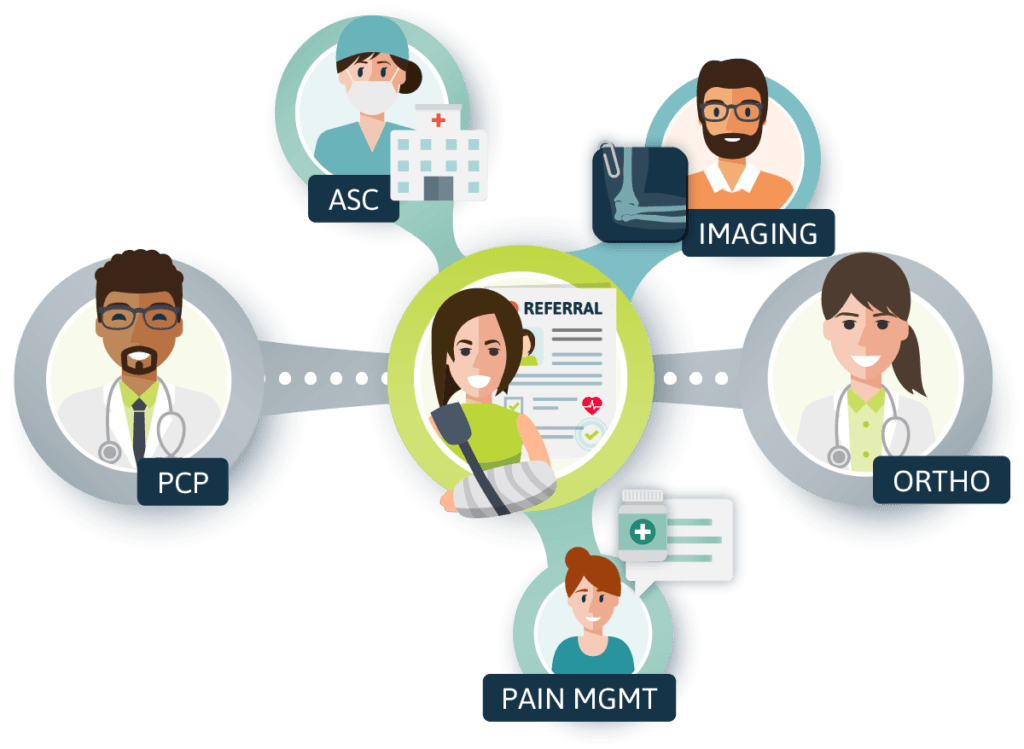 ASC
IMAGING
REFERRAL
PCP
ORTHO
PAIN MGMT